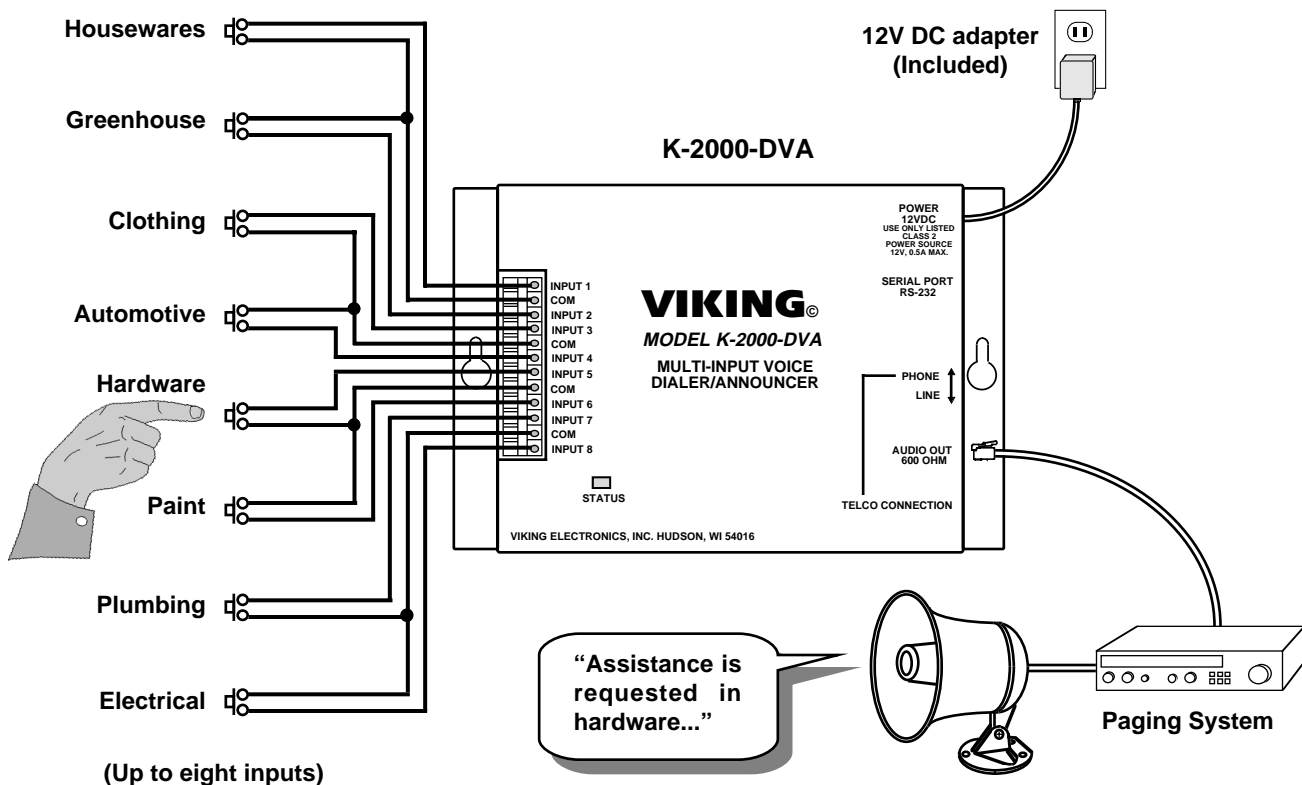 Housewares
Greenhouse
Clothing
Automotive
Hardware
Paint
Plumbing
Electrical
(Up to eight inputs)
12V DC adapter
(Included)
K-2000-DVA
POWER
12VDC
USE ONLY LISTED
CLASS 2
POWER SOURCE
12V, 0.5A MAX.
SERIAL PORT
RS-232
INPUT 1
COM
INPUT 2
INPUT 3
COM
INPUT 4
INPUT 5
COM
INPUT 6
INPUT 7
COM
INPUT 8
VIKING©
MODEL K-2000-DVA
MULTI-INPUT VOICE
DIALER/ANNOUNCER
PHONE
LINE
AUDIO OUT
600 OHM
TELCO CONNECTION
STATUS
VIKING ELECTRONICS, INC. HUDSON, WI 54016
“Assistance is
requested in
hardware...”
Paging System